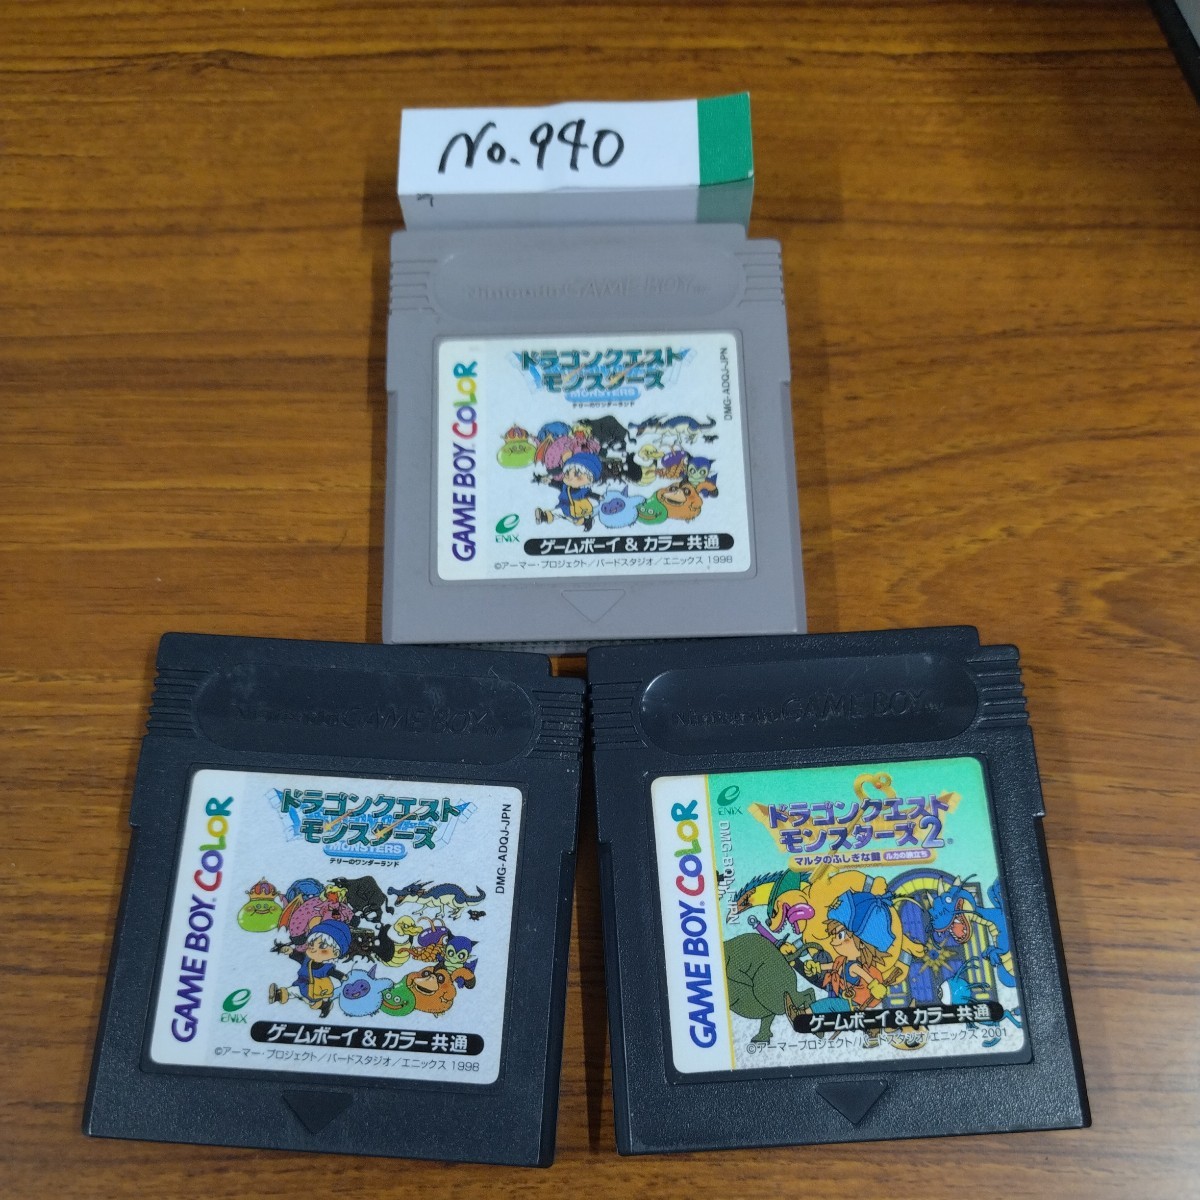 No.940
Nintendo GAME BOY
GAME BOY COLOR
ドラゴンクエスト
モンスターズ
MONSTERS
テリーのワンダーランド
DMG-ADQJ-JPN
ENIX
ゲームボーイ & カラー共通
©アーマー・プロジェクト/バードスタジオ/エニックス 1998
Nintendo GAME BOY
GAME BOY COLOR
ドラゴンクエスト
モンスターズ
MONSTERS
テリーのワンダーランド
DMG-ADQJ-JPN
ENIX
ゲームボーイ & カラー共通
©アーマー・プロジェクト/バードスタジオ/エニックス 1998
Nintendo GAME BOY
GAME BOY COLOR
ENIX
ドラゴンクエスト
モンスターズ2
マルタのふしぎな鍵 ルカの旅立ち
ゲームボーイ & カラー共通
©アーマープロジェクト/バードスタジオ/エニックス 2001